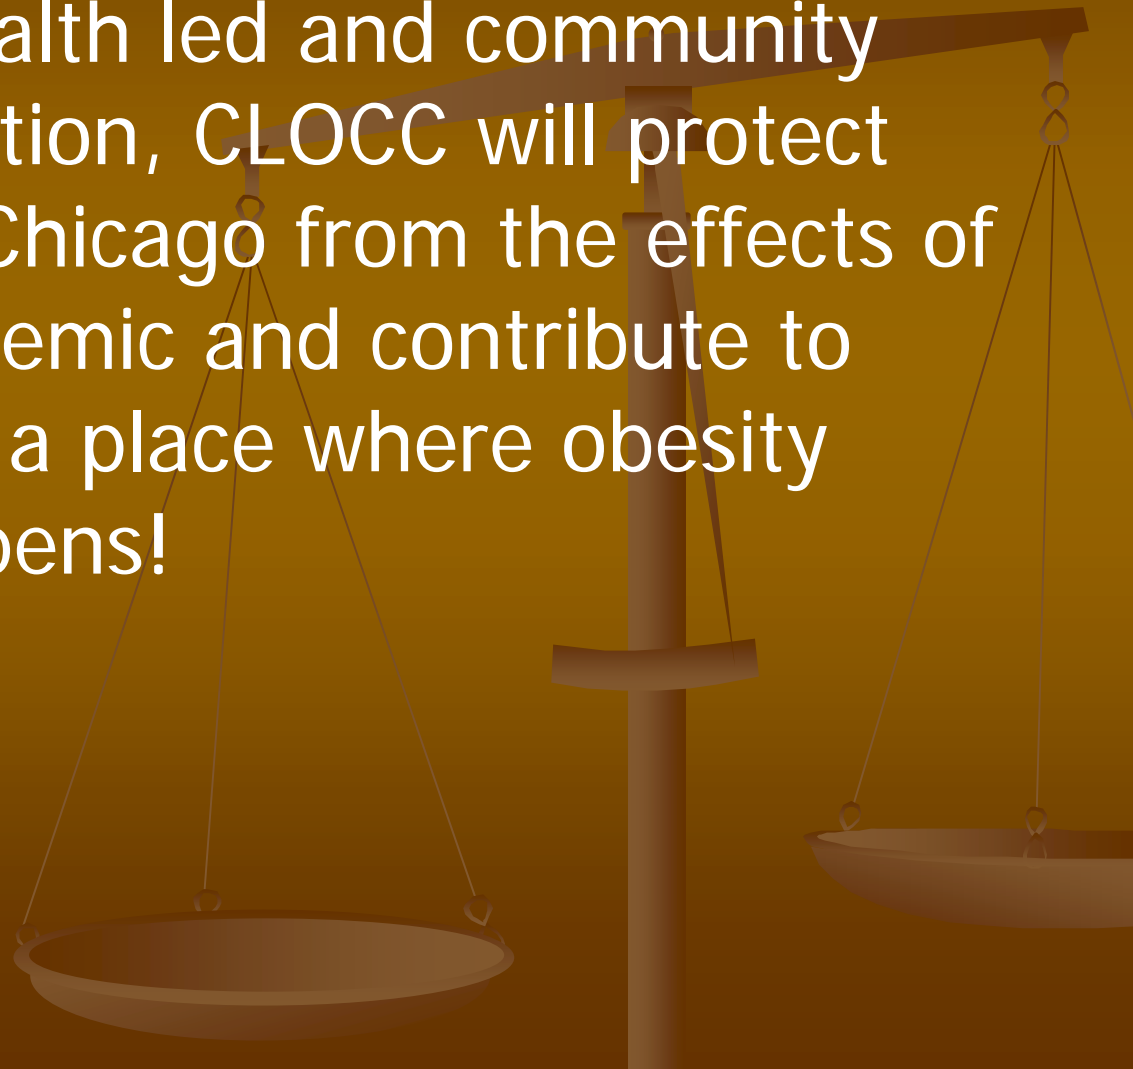 alth led and community
tion, CLOCC will protect
Chicago from the effects of
emic and contribute to
a place where obesity
pens!